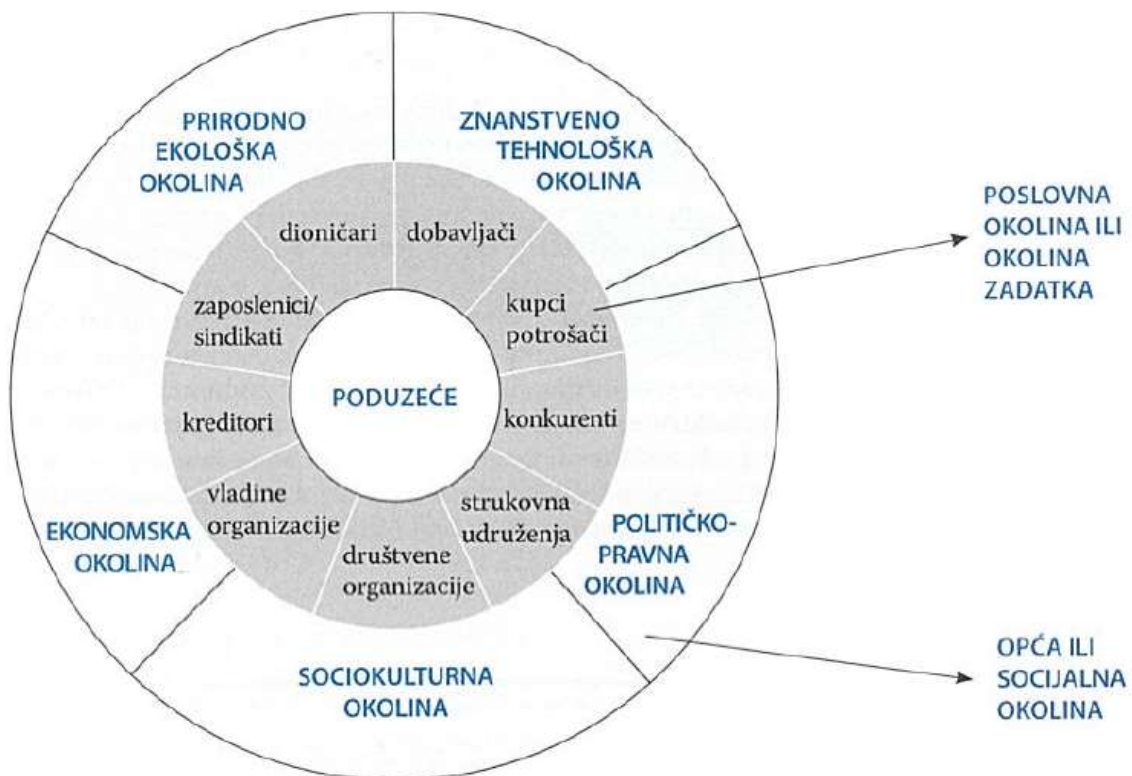 PRIRODNO
EKOLOŠKA
OKOLINA
ZNANSTVENO
TEHNOLOŠKA
OKOLINA
POSLOVNA
OKOLINA ILI
OKOLINA
ZADATKA
dioničari
dobavljači
zaposlenici/
sindikati
kupci
potrošači
PODUZEĆE
kreditori
konkurenti
vladine
organizacije
strukovna
udruženja
društvene
organizacije
EKONOMSKA
OKOLINA
POLITIČKO-
PRAVNA
OKOLINA
SOCIOKULTURNA
OKOLINA
OPĆA ILI
SOCIJALNA
OKOLINA